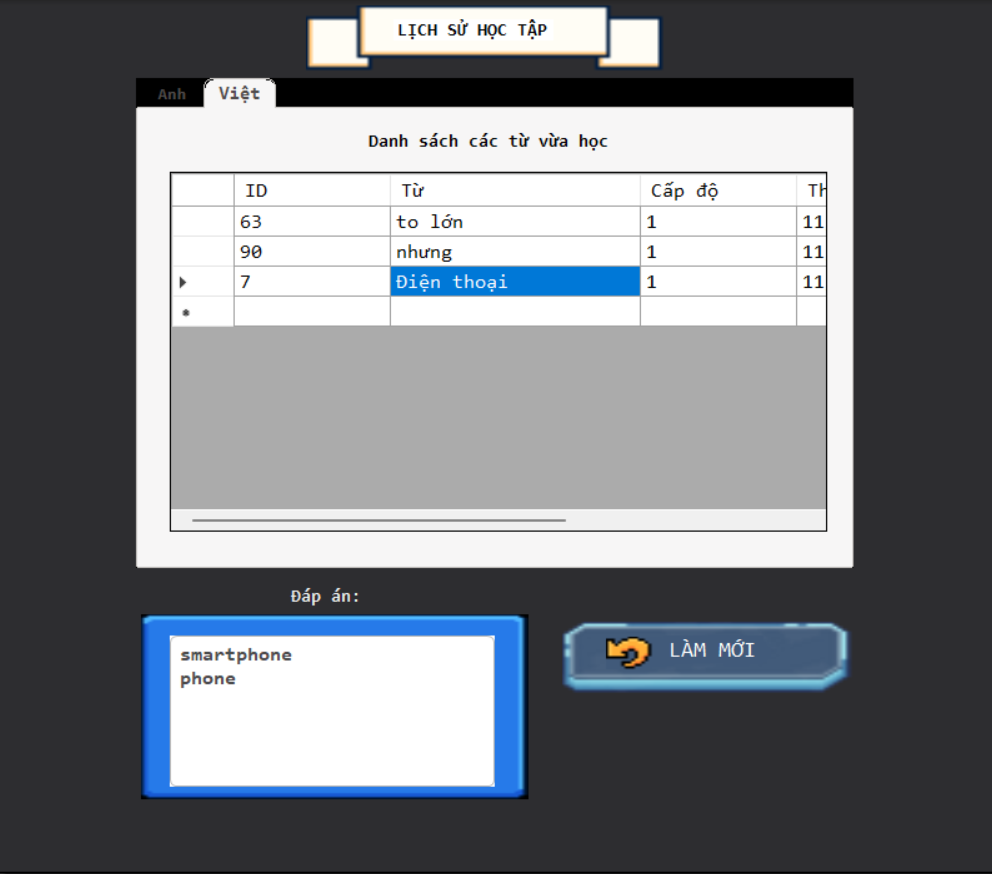 LỊCH SỬ HỌC TẬP
Anh Việt
Danh sách các từ vừa học
ID Từ Cấp độ Th
63 to lớn 1 11
90 nhưng 1 11
7 Điện thoại 1 11
Đáp án:
smartphone
phone
LÀM MỚI